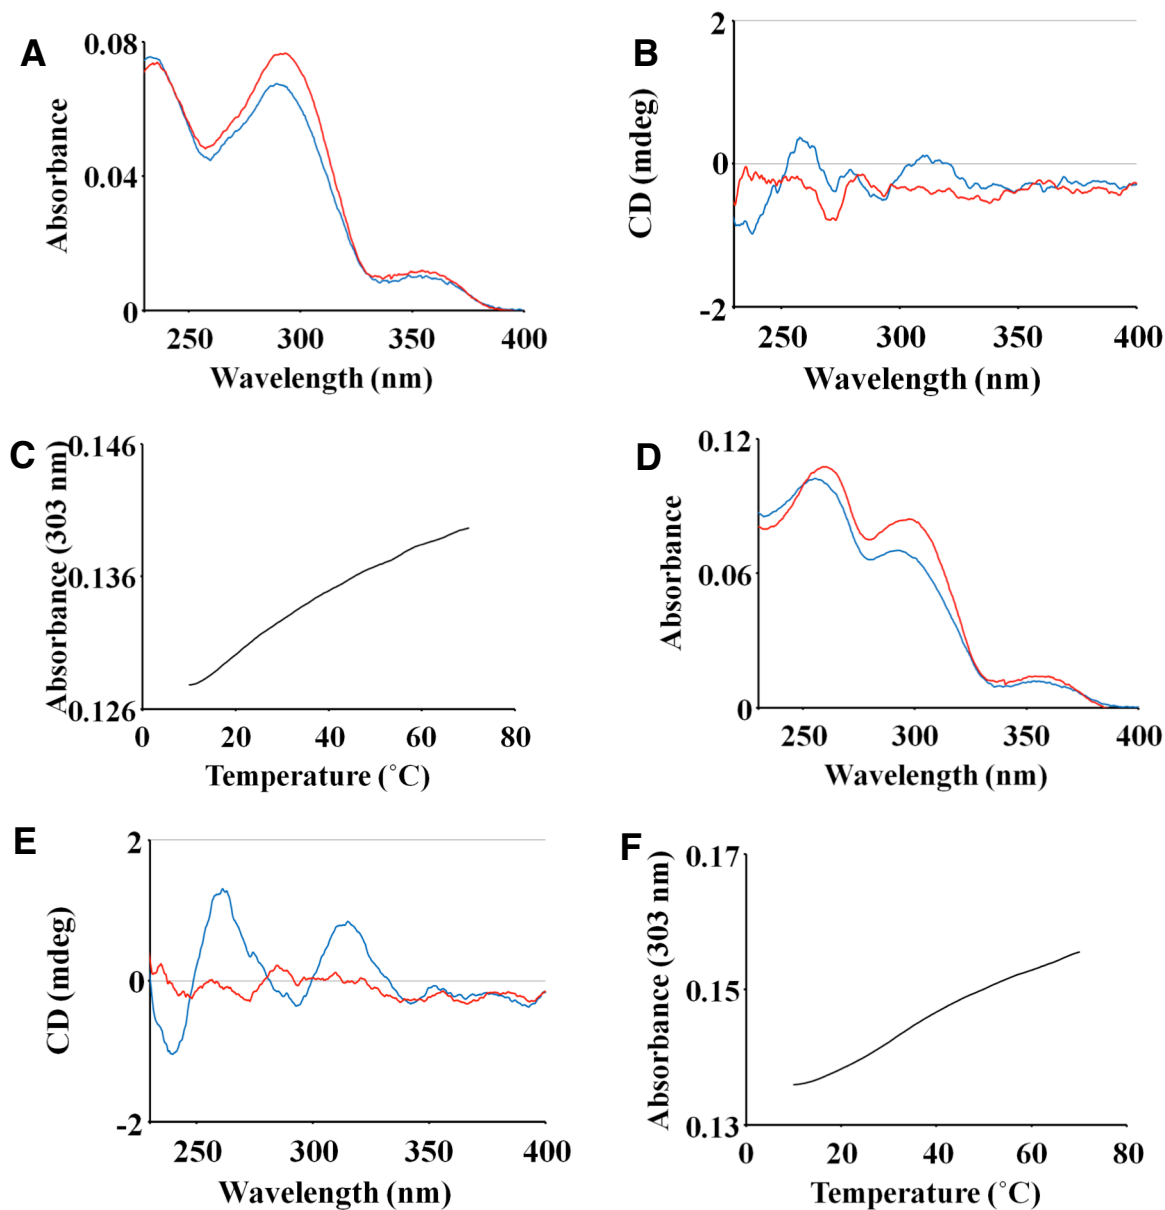 A
0.08
0.04
0
Absorbance
250 300 350 400
Wavelength (nm)
B
2
0
-2
CD (mdeg)
250 300 350 400
Wavelength (nm)
C
0.146
0.136
0.126
Absorbance (303 nm)
0 20 40 60 80
Temperature (˚C)
D
0.12
0.06
0
Absorbance
250 300 350 400
Wavelength (nm)
E
2
0
-2
CD (mdeg)
250 300 350 400
Wavelength (nm)
F
0.17
0.15
0.13
Absorbance (303 nm)
0 20 40 60 80
Temperature (˚C)